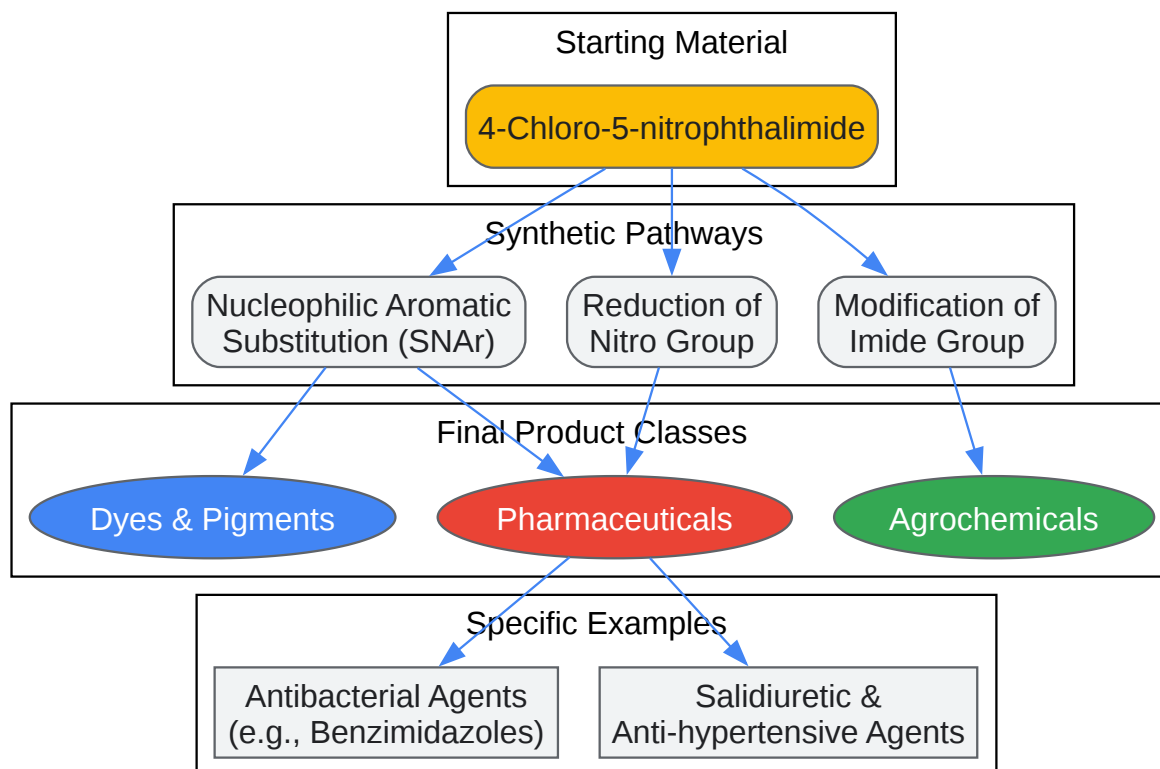 Starting Material
4-Chloro-5-nitrophthalimide
Synthetic Pathways
Nucleophilic Aromatic
Substitution (SNAr)
Reduction of
Nitro Group
Modification of
Imide Group
Final Product Classes
Dyes & Pigments
Pharmaceuticals
Agrochemicals
Specific Examples
Antibacterial Agents
(e.g., Benzimidazoles)
Salidiuretic &
Anti-hypertensive Agents